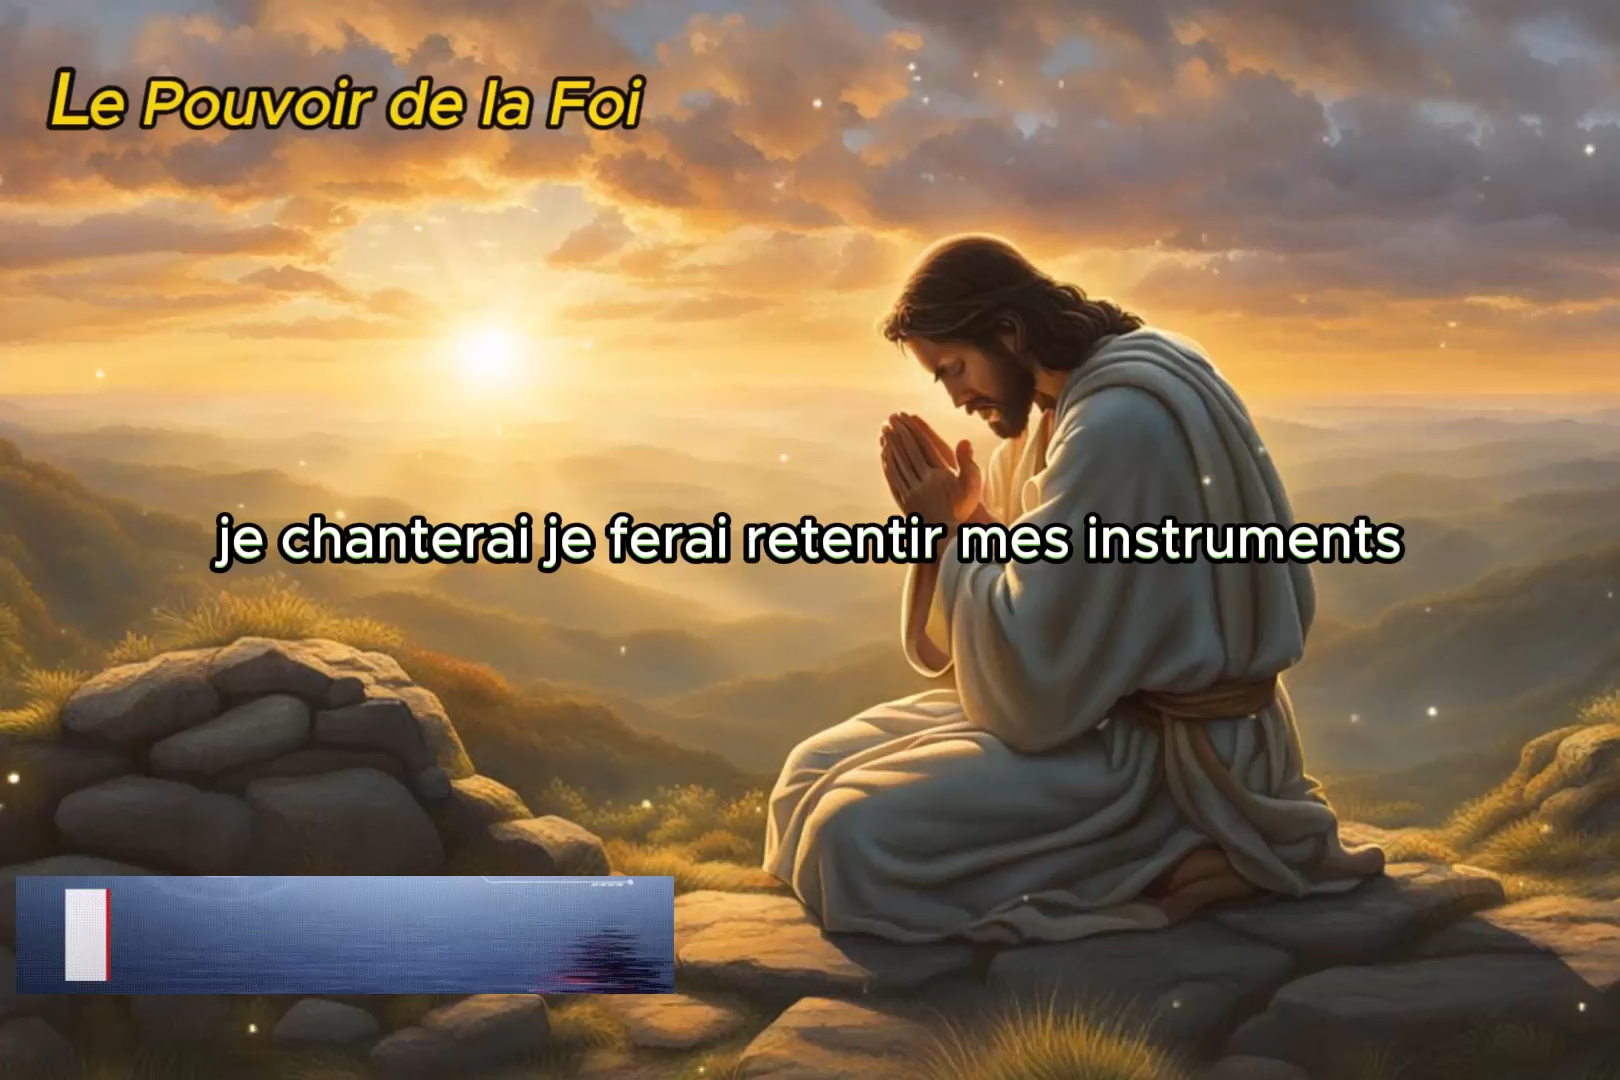 Le Pouvoir de la Foi
je chanterai je ferai retentir mes instruments